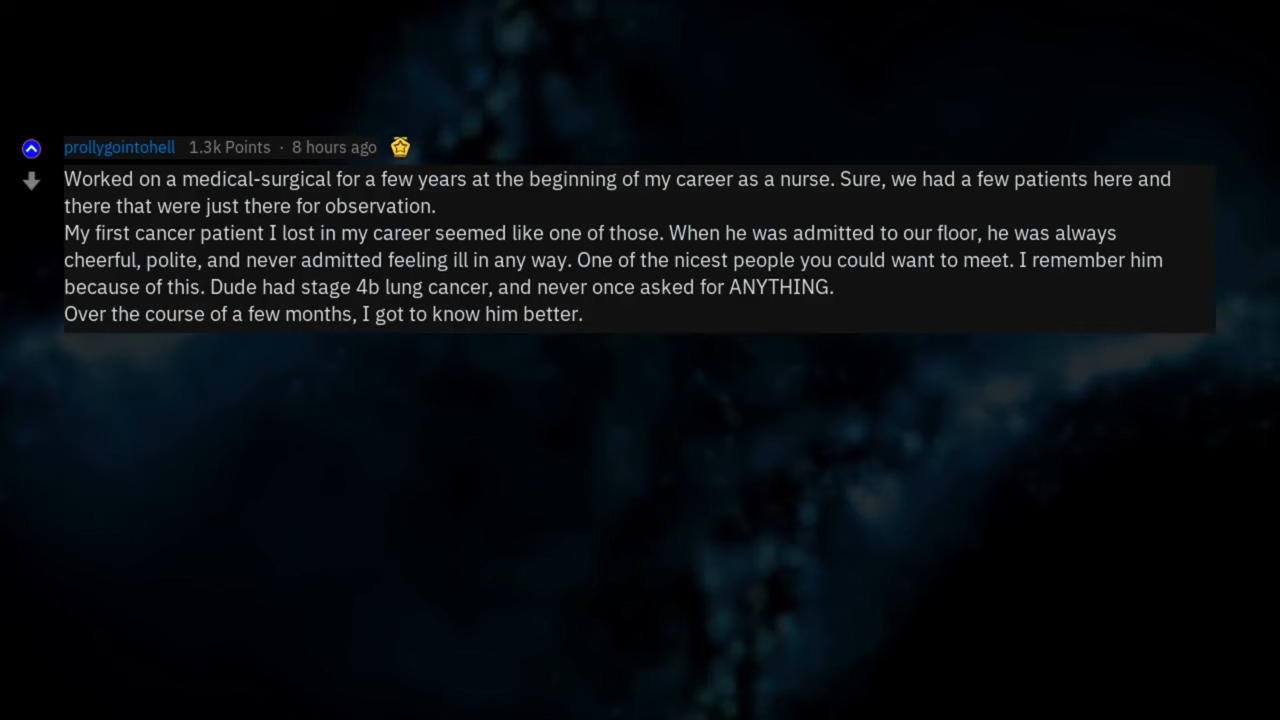 prollygointohell 1.3k Points · 8 hours ago
Worked on a medical-surgical for a few years at the beginning of my career as a nurse. Sure, we had a few patients here and
there that were just there for observation.
My first cancer patient I lost in my career seemed like one of those. When he was admitted to our floor, he was always
cheerful, polite, and never admitted feeling ill in any way. One of the nicest people you could want to meet. I remember him
because of this. Dude had stage 4b lung cancer, and never once asked for ANYTHING.
Over the course of a few months, I got to know him better.